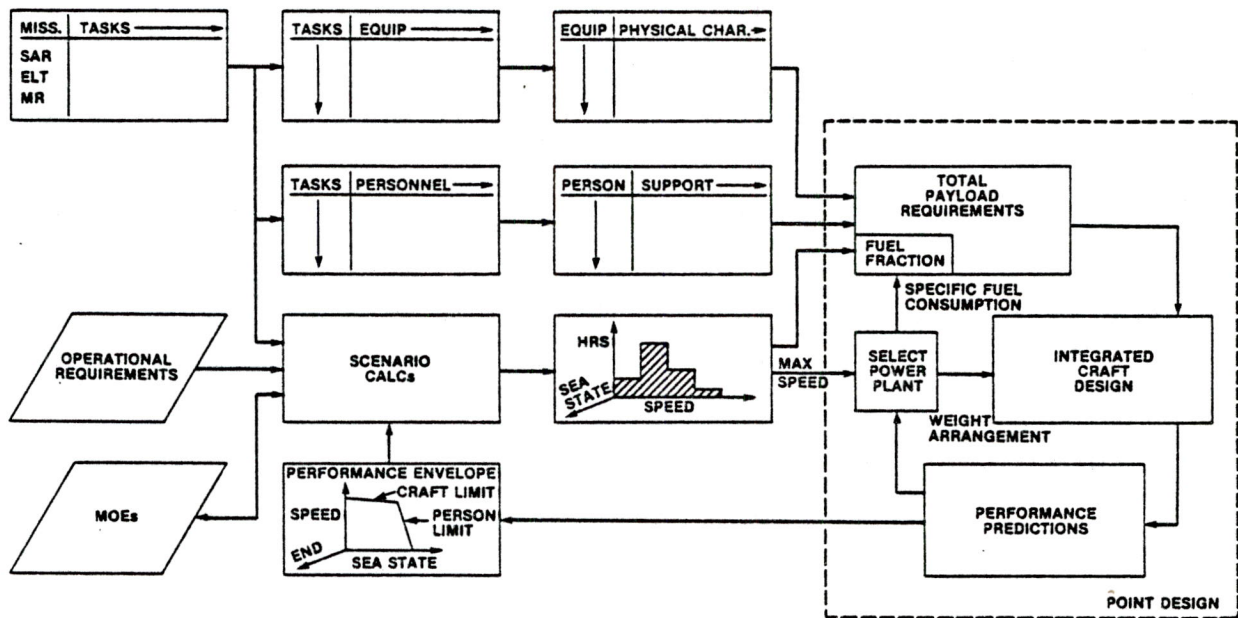 MISS. TASKS
SAR
ELT
MR
TASKS EQUIP
EQUIP PHYSICAL CHAR.
TASKS PERSONNEL
PERSON SUPPORT
TOTAL
PAYLOAD
REQUIREMENTS
FUEL
FRACTION
SPECIFIC FUEL
CONSUMPTION
OPERATIONAL
REQUIREMENTS
SCENARIO
CALCs
HRS
SEA
STATE
SPEED
MAX
SPEED
SELECT
POWER
PLANT
INTEGRATED
CRAFT
DESIGN
WEIGHT
ARRANGEMENT
MOEs
PERFORMANCE ENVELOPE
CRAFT LIMIT
SPEED
PERSON
LIMIT
END
SEA STATE
PERFORMANCE
PREDICTIONS
POINT DESIGN